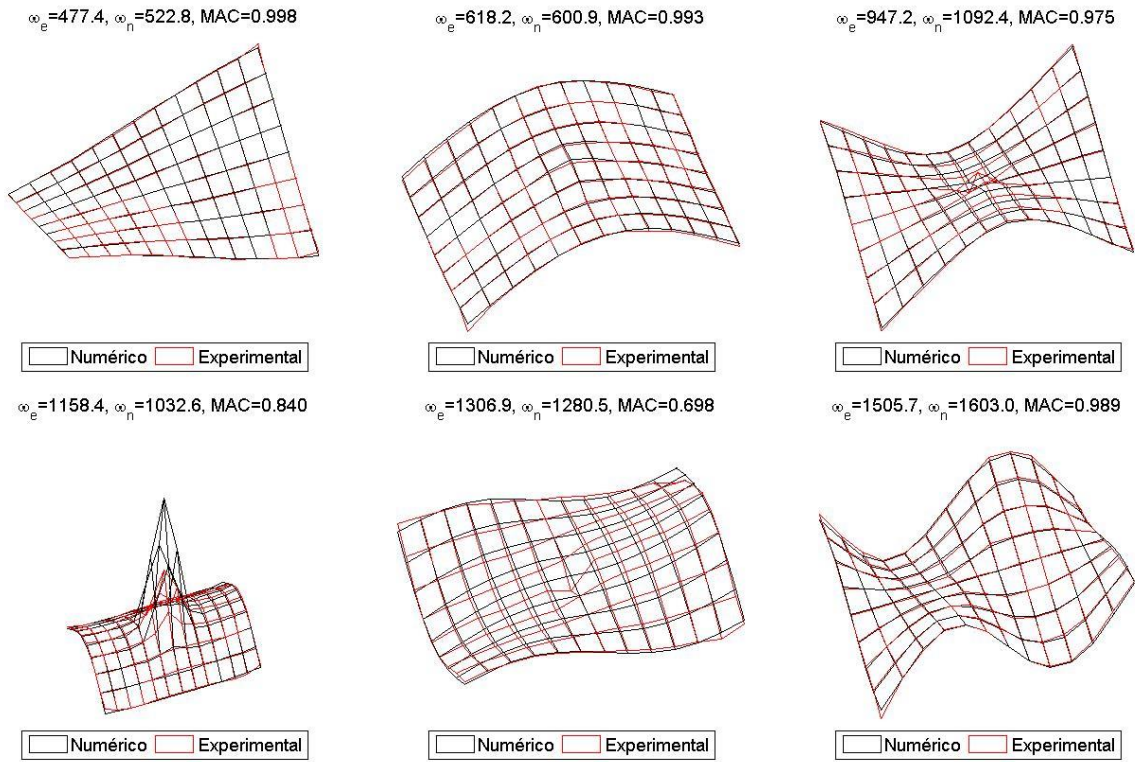 ωe=477.4, ωn=522.8, MAC=0.998
ωe=618.2, ωn=600.9, MAC=0.993
ωe=947.2, ωn=1092.4, MAC=0.975
Numérico Experimental
Numérico Experimental
Numérico Experimental
ωe=1158.4, ωn=1032.6, MAC=0.840
ωe=1306.9, ωn=1280.5, MAC=0.698
ωe=1505.7, ωn=1603.0, MAC=0.989
Numérico Experimental
Numérico Experimental
Numérico Experimental